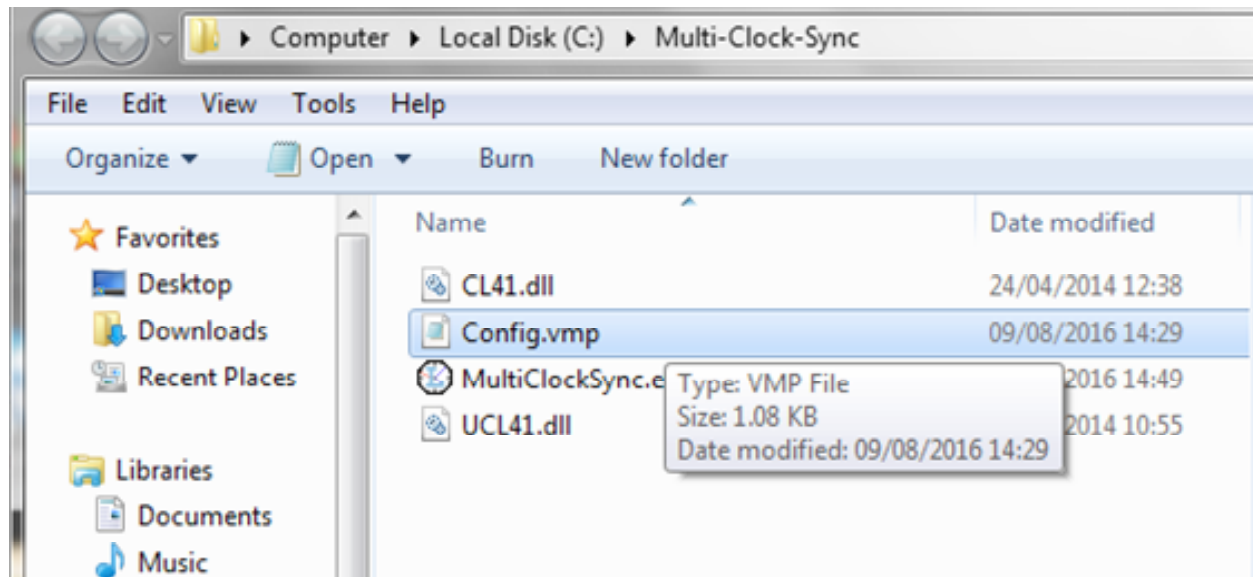 Computer Local Disk (C:) Multi-Clock-Sync
File Edit View Tools Help
Organize Open Burn New folder
Name Date modified
Favorites
Desktop
Downloads
Recent Places
Libraries
Documents
Music
CL41.dll 24/04/2014 12:38
Config.vmp 09/08/2016 14:29
MultiClockSync.e 2016 14:49
UCL41.dll 2014 10:55
Type: VMP File
Size: 1.08 KB
Date modified: 09/08/2016 14:29